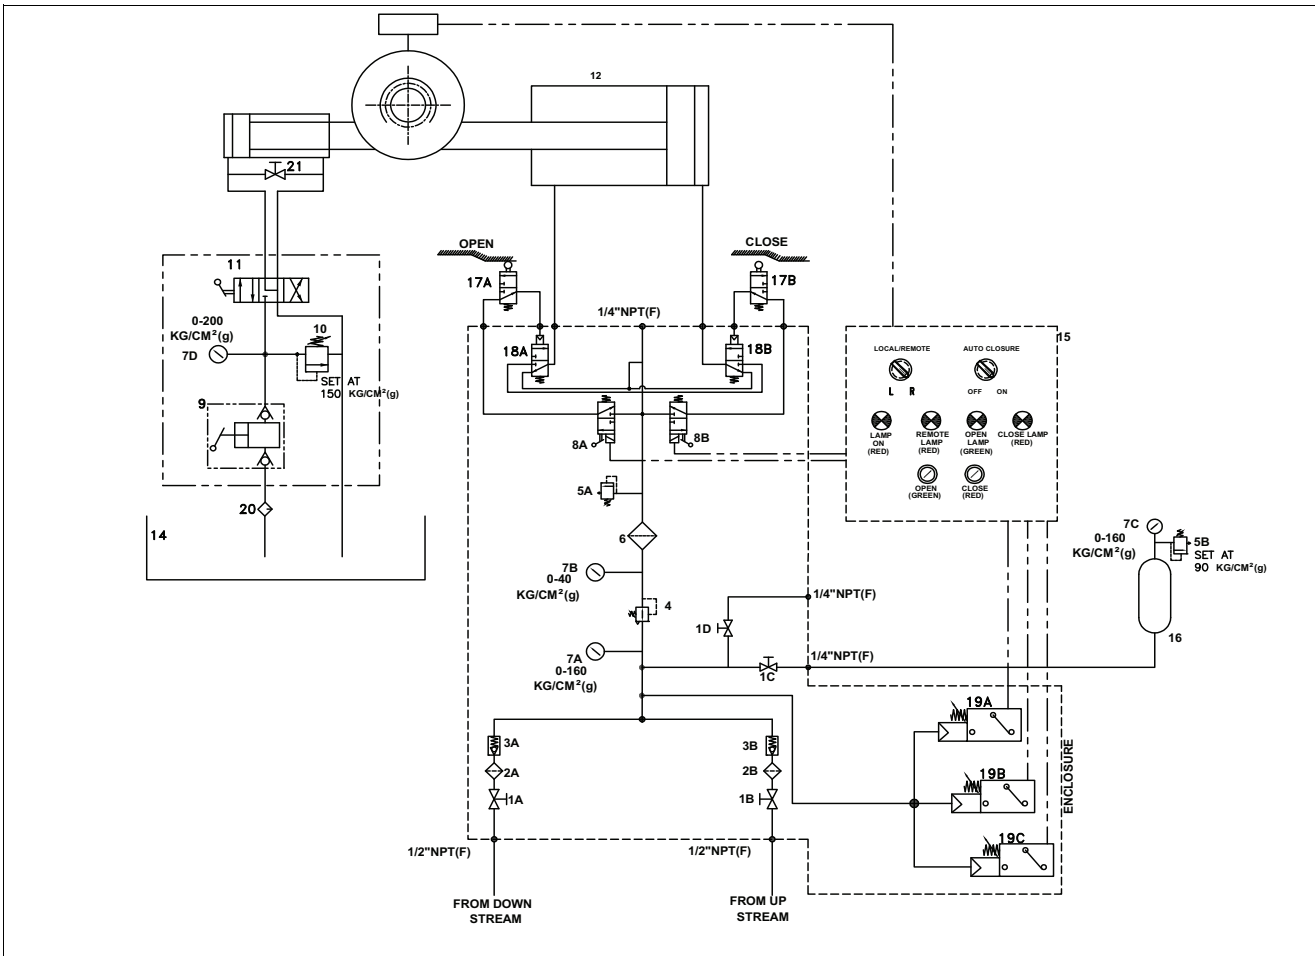 12
21
OPEN
CLOSE
17A
17B
11
1/4"NPT(F)
0-200
KG/CM²(g)
7D
10
SET AT
150 KG/CM²(g)
18A
18B
15
LOCAL/REMOTE
AUTO CLOSURE
L R
OFF ON
LAMP
ON
(RED)
REMOTE
LAMP
(RED)
OPEN
LAMP
(GREEN)
CLOSE LAMP
(RED)
OPEN
(GREEN)
CLOSE
(RED)
9
8A
8B
5A
20
14
6
7B
0-40
KG/CM²(g)
4
7C
0-160
KG/CM²(g)
5B
SET AT
90 KG/CM²(g)
16
1/4"NPT(F)
1D
7A
0-160
KG/CM²(g)
1/4"NPT(F)
1C
19A
3A
3B
2A
2B
1A
1B
19B
ENCLOSURE
19C
1/2"NPT(F)
1/2"NPT(F)
FROM DOWN
STREAM
FROM UP
STREAM